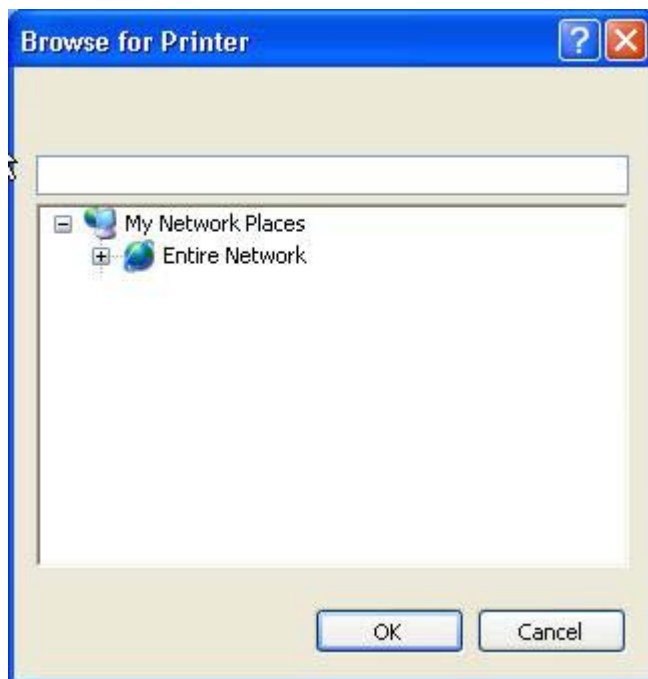 Browse for Printer
My Network Places
Entire Network
OK
Cancel